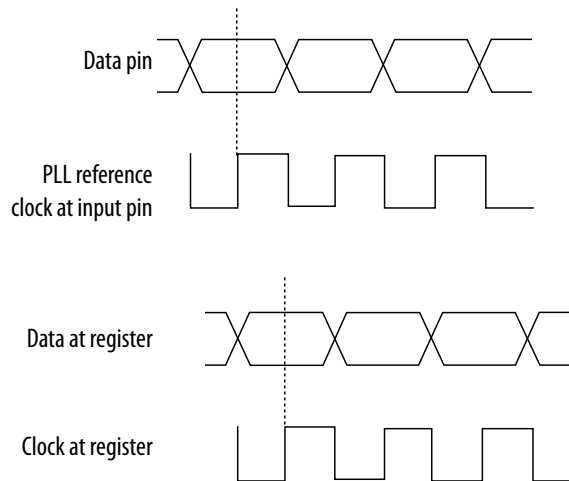 Data pin
PLL reference
clock at input pin
Data at register
Clock at register